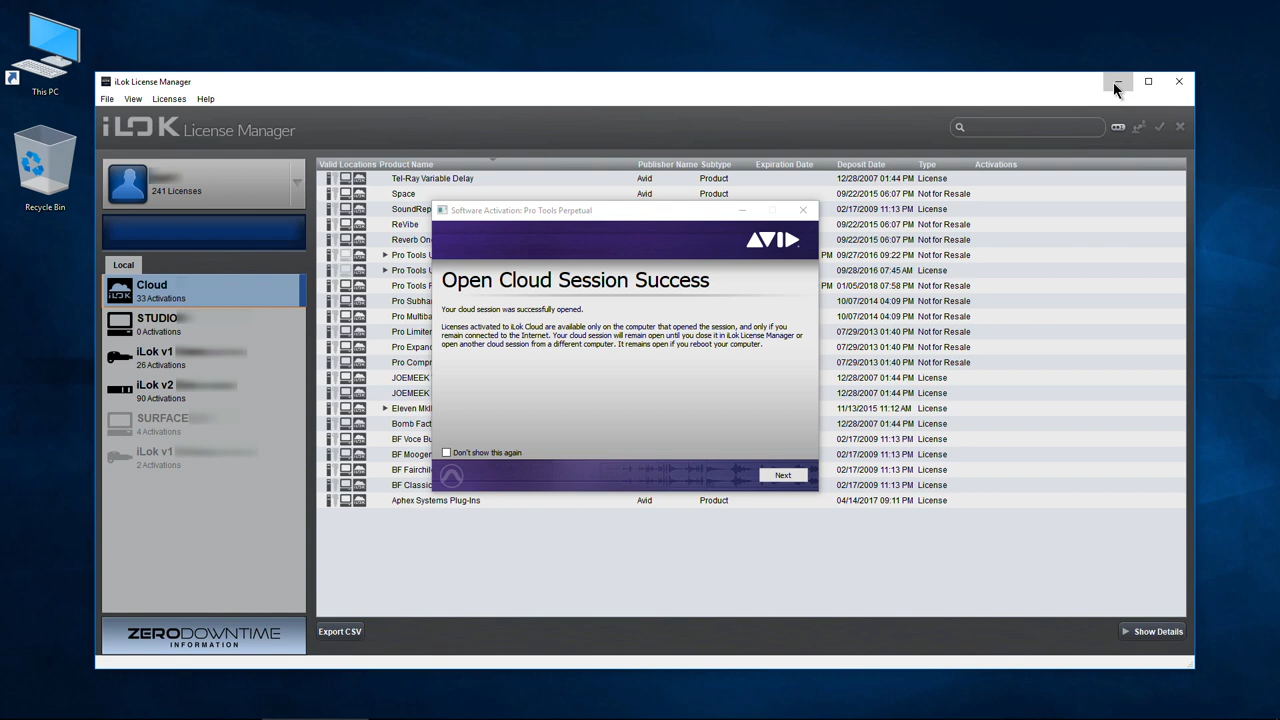 This PC
Recycle Bin
iLok License Manager
File View Licenses Help
iLOK License Manager
241 Licenses
Local
Cloud
33 Activations
STUDIO
0 Activations
iLok v1
26 Activations
iLok v2
90 Activations
SURFACE
4 Activations
iLok v1
2 Activations
ZERODOWNTIME
INFORMATION
Valid Locations Product Name Publisher Name Subtype Expiration Date Deposit Date Type Activations
Tel-Ray Variable Delay Avid Product 12/28/2007 01:44 PM License
Space Avid Product 09/22/2015 06:07 PM Not for Resale
SoundRep 02/17/2009 11:13 PM License
ReVibe 09/22/2015 06:07 PM Not for Resale
Reverb On 09/22/2015 06:07 PM Not for Resale
Pro Tools U PM 09/27/2016 09:22 PM Not for Resale
Pro Tools U 09/28/2016 07:45 AM License
Pro Tools F PM 01/05/2018 07:58 PM Not for Resale
Pro Subha 10/07/2014 04:09 PM Not for Resale
Pro Multiba 10/07/2014 04:09 PM Not for Resale
Pro Limiter 07/29/2013 01:40 PM Not for Resale
Pro Expan 07/29/2013 01:40 PM Not for Resale
Pro Compr 07/29/2013 01:40 PM Not for Resale
JOEMEEK 12/28/2007 01:44 PM License
JOEMEEK 12/28/2007 01:44 PM License
Eleven MkII 11/13/2015 11:12 AM License
Bomb Fact 12/28/2007 01:44 PM License
BF Voce Bu 02/17/2009 11:13 PM License
BF Mooger 02/17/2009 11:13 PM License
BF Fairchil 02/17/2009 11:13 PM License
BF Classic 02/17/2009 11:13 PM License
Aphex Systems Plug-Ins Avid Product 04/14/2017 09:11 PM License
Software Activation: Pro Tools Perpetual
AVID
Open Cloud Session Success
Your cloud session was successfully opened.
Licenses activated to iLok Cloud are available only on the computer that opened the session, and only if you
remain connected to the Internet. Your cloud session will remain open until you close it in iLok License Manager or
open another cloud session from a different computer. It remains open if you reboot your computer.
Don't show this again
Next
Export CSV
Show Details